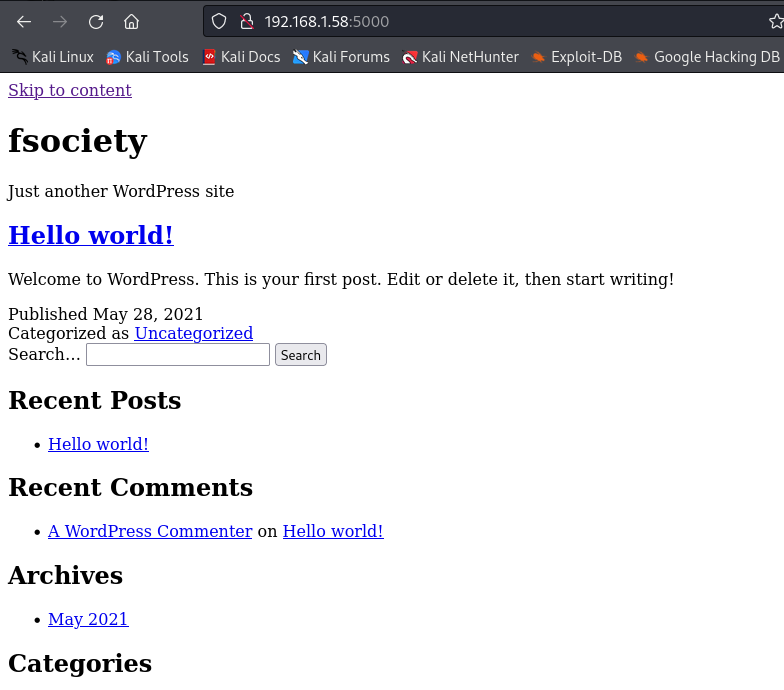 192.168.1.58:5000
Kali Linux Kali Tools Kali Docs Kali Forums Kali NetHunter Exploit-DB Google Hacking DB
Skip to content
fsociety
Just another WordPress site
Hello world!
Welcome to WordPress. This is your first post. Edit or delete it, then start writing!
Published May 28, 2021
Categorized as Uncategorized
Search… Search
Recent Posts
• Hello world!
Recent Comments
• A WordPress Commenter on Hello world!
Archives
• May 2021
Categories